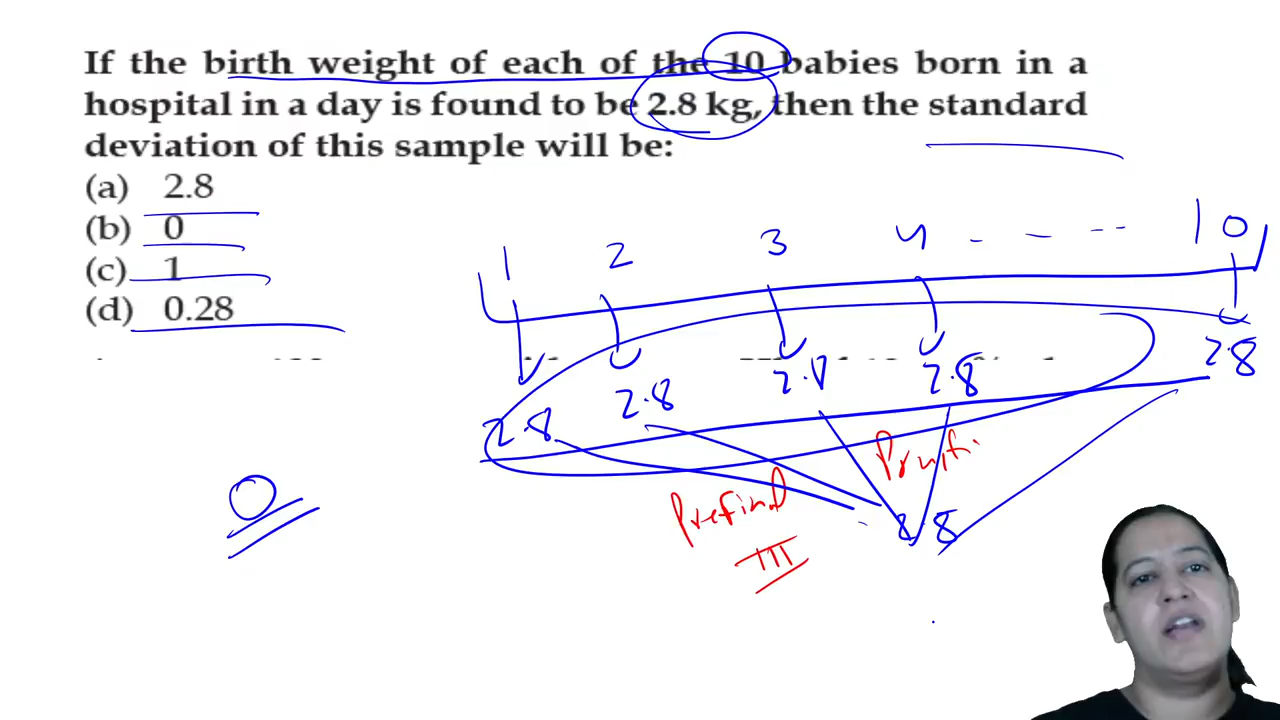 If the birth weight of each of the 10 babies born in a
hospital in a day is found to be 2.8 kg, then the standard
deviation of this sample will be:
(a) 2.8
(b) 0
(c) 1
(d) 0.28
1 2 3 4 - - - - 10
2.8 2.8 2.8 2.8 2.8
0
Prefinal
III